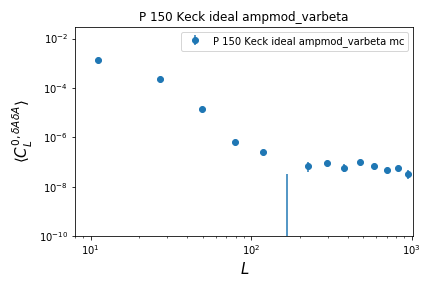 P 150 Keck ideal ampmod_varbeta
P 150 Keck ideal ampmod_varbeta mc
⟨C_L^{0, δAδA}⟩
10^{-2}
10^{-4}
10^{-6}
10^{-8}
10^{-10}
10^1 10^2 10^3
L